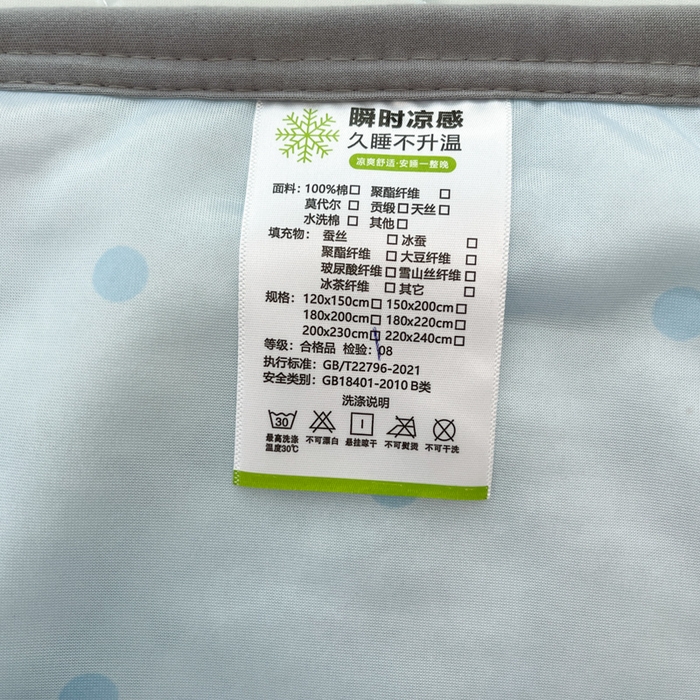 瞬时凉感
久睡不升温
凉爽舒适·安睡一整晚
面料：100%棉□ 聚酯纤维 □
莫代尔 □ 贡缎□天丝□
水洗棉 □ 其他□
填充物： 蚕丝 □冰蚕 □
聚酯纤维 □大豆纤维 □
玻尿酸纤维□雪山丝纤维□
冰茶纤维 □其它 □
规格：120x150cm□ 150x200cm□
180x200cm□ 180x220cm□
200x230cm□ 220x240cm□
等级：合格品 检验：08
执行标准：GB/T22796-2021
安全类别：GB18401-2010 B类
洗涤说明
30
最高洗涤温度30℃
不可漂白
悬挂晾干
不可熨烫
不可干洗